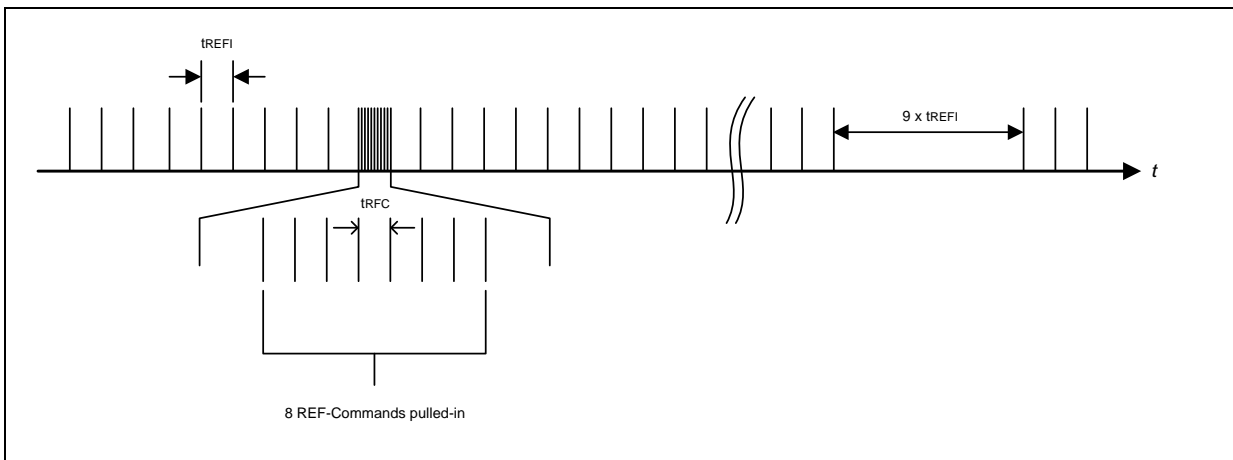 tREFI
9 x tREFI
t
tRFC
8 REF-Commands pulled-in